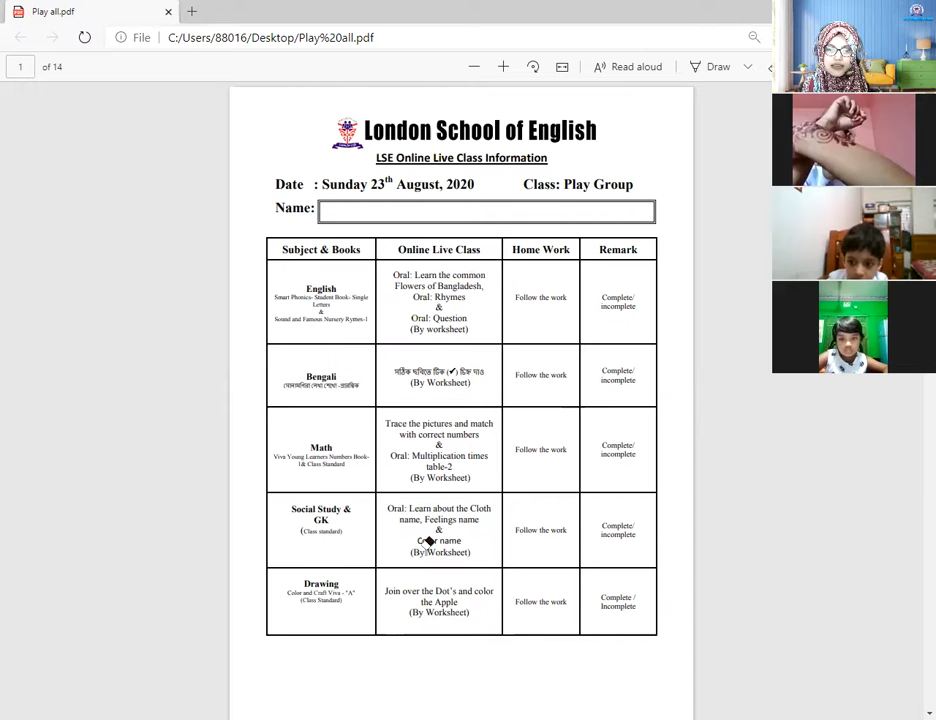 Play all.pdf
File C:/Users/88016/Desktop/Play%20all.pdf
1 of 14
Read aloud
Draw
London School of English
LSE Online Live Class Information
Date : Sunday 23th August, 2020 Class: Play Group
Name:
Subject & Books Online Live Class Home Work Remark
English
Smart Phonics- Student Book- Single
Letters
&
Sound and Famous Nursery Rymes-1
Oral: Learn the common
Flowers of Bangladesh,
Oral: Rhymes
&
Oral: Question
(By worksheet)
Follow the work
Complete/
incomplete
Bengali
সোনামণিরা লেখা শেখো -প্রারম্ভিক
সঠিক ছবিতে টিক (✓) চিহ্ন দাও
(By Worksheet)
Follow the work
Complete/
incomplete
Math
Viva Young Learners Numbers Book-
1& Class Standard
Trace the pictures and match
with correct numbers
&
Oral: Multiplication times
table-2
(By Worksheet)
Follow the work
Complete/
incomplete
Social Study &
GK
(Class standard)
Oral: Learn about the Cloth
name, Feelings name
&
name
(By Worksheet)
Follow the work
Complete/
incomplete
Drawing
Color and Craft Viva - "A"
(Class Standard)
Join over the Dot's and color
the Apple
(By Worksheet)
Follow the work
Complete /
Incomplete